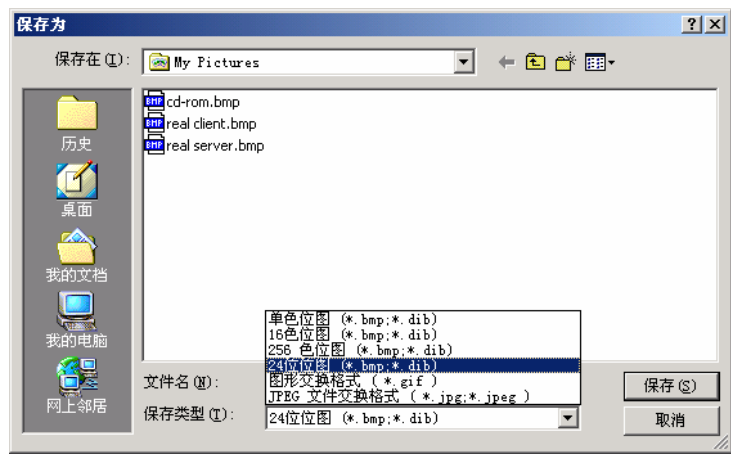 保存为
保存在(I):
My Pictures
cd-rom.bmp
real client.bmp
real server.bmp
历史
桌面
我的文档
我的电脑
网上邻居
单色位图 (*.bmp;*.dib)
16色位图 (*.bmp;*.dib)
256 色位图 (*.bmp;*.dib)
24位位图 (*.bmp;*.dib)
图形交换格式 (*.gif)
JPEG 文件交换格式 (*.jpg;*.jpeg)
文件名(N):
保存(S)
保存类型(T):
24位位图 (*.bmp;*.dib)
取消